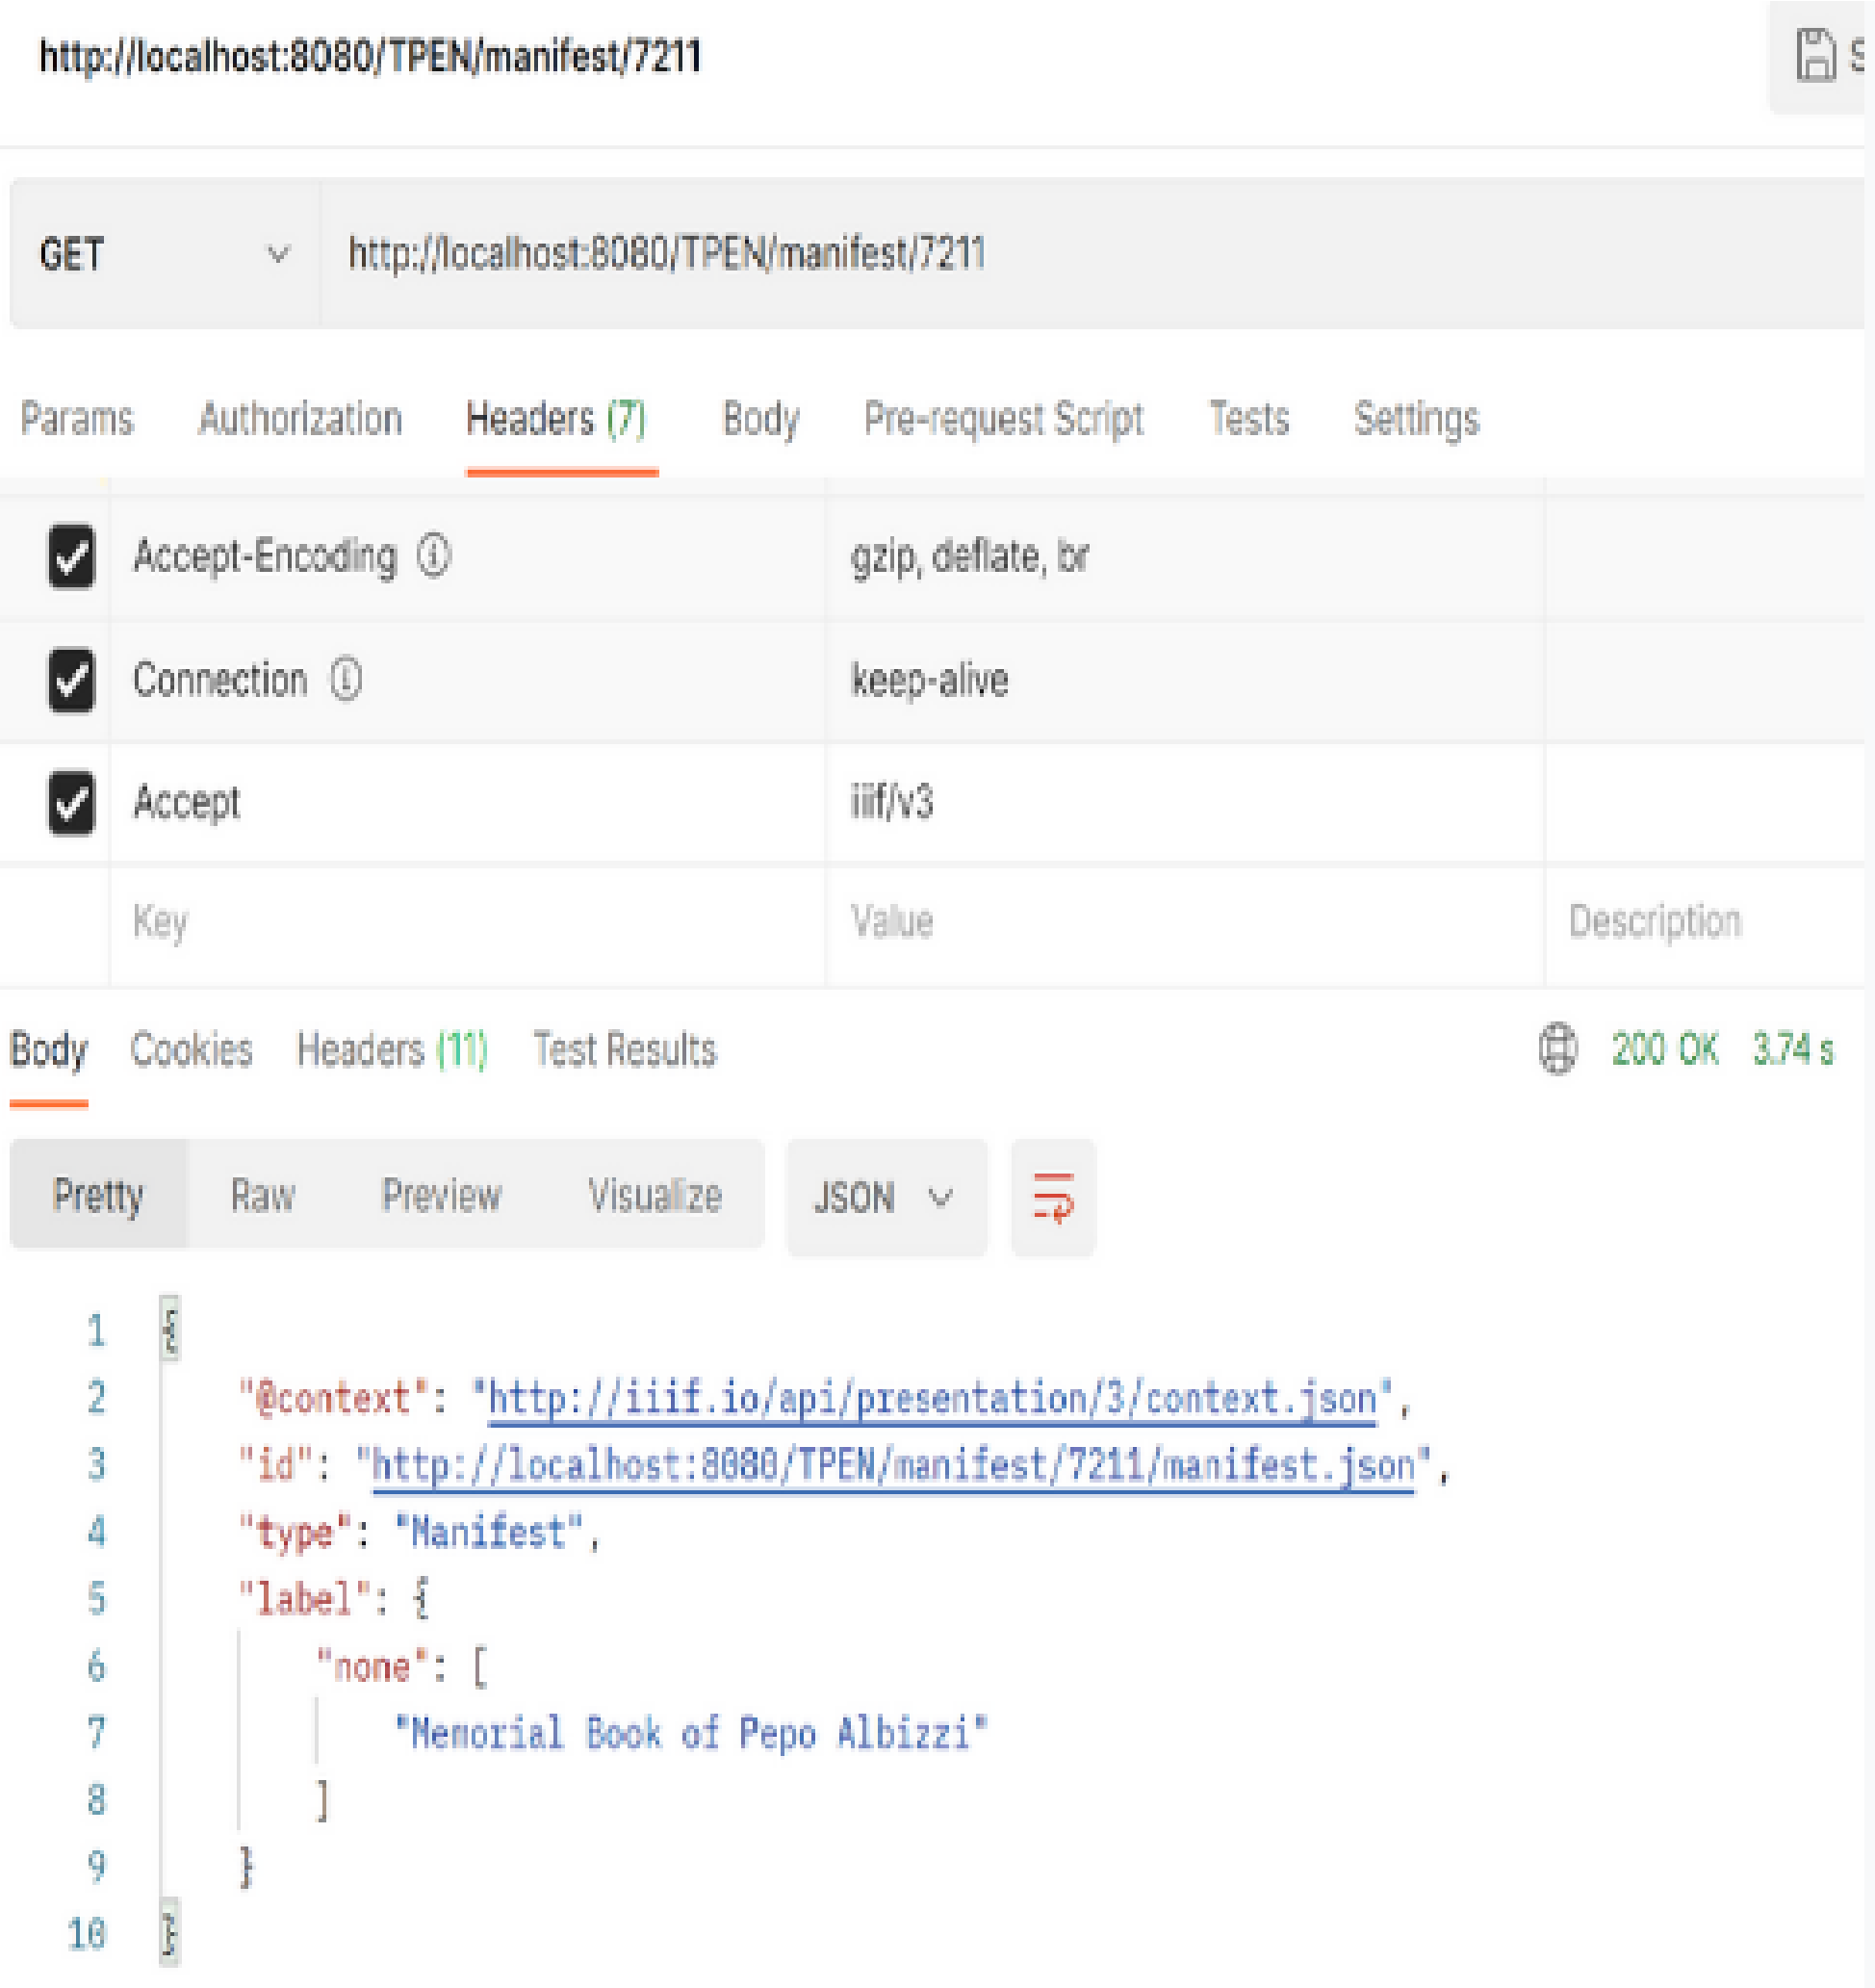 http://localhost:8080/TPEN/manifest/7211
GET http://localhost:8080/TPEN/manifest/7211
Params Authorization Headers (7) Body Pre-request Script Tests Settings
Accept-Encoding gzip, deflate, br
Connection keep-alive
Accept iiif/v3
Key Value Description
Body Cookies Headers (11) Test Results 200 OK 3.74 s
Pretty Raw Preview Visualize JSON
1 {
2 "@context": "http://iiif.io/api/presentation/3/context.json",
3 "id": "http://localhost:8080/TPEN/manifest/7211/manifest.json",
4 "type": "Manifest",
5 "label": {
6 "none": [
7 "Memorial Book of Pepo Albizzi"
8 ]
9 }
10 }